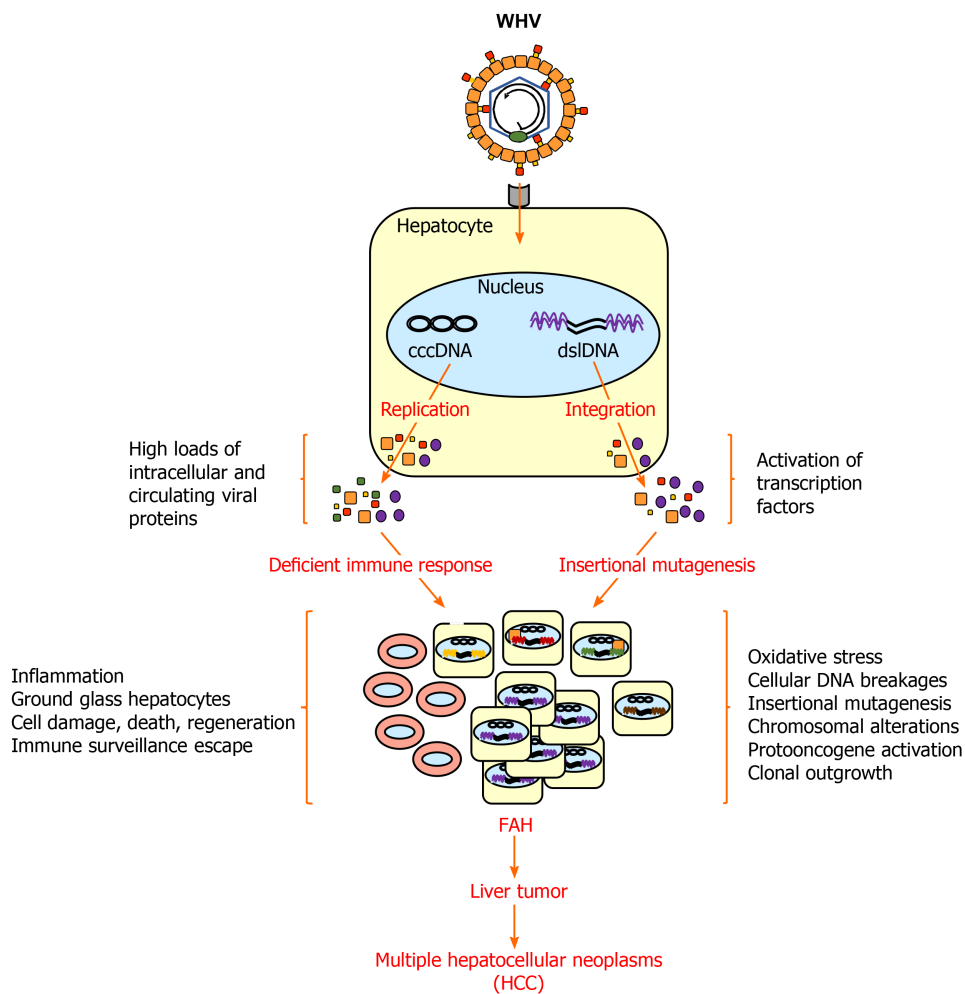 WHV
Hepatocyte
Nucleus
cccDNA
dslDNA
Replication
Integration
High loads of
intracellular and
circulating viral
proteins
Activation of
transcription
factors
Deficient immune response
Insertional mutagenesis
Inflammation
Ground glass hepatocytes
Cell damage, death, regeneration
Immune surveillance escape
Oxidative stress
Cellular DNA breakages
Insertional mutagenesis
Chromosomal alterations
Protooncogene activation
Clonal outgrowth
FAH
Liver tumor
Multiple hepatocellular neoplasms
(HCC)